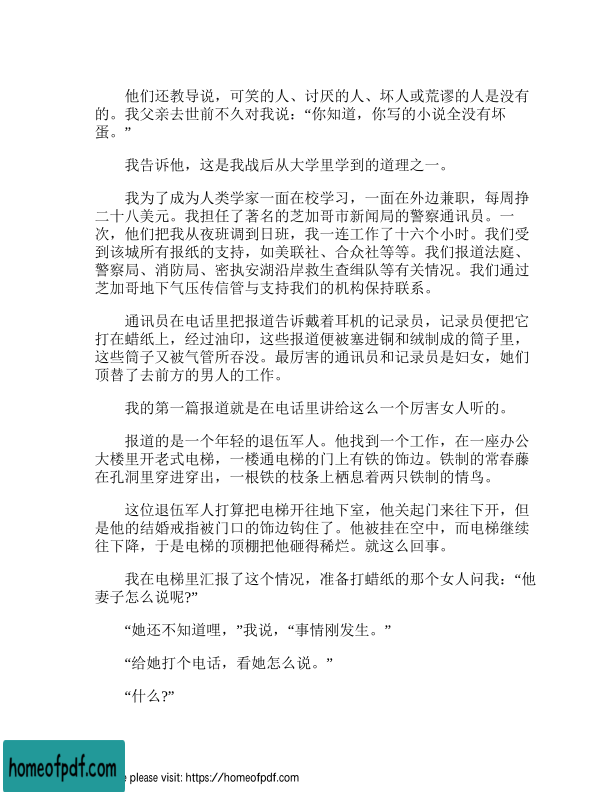 他们还教导说，可笑的人、讨厌的人、坏人或荒谬的人是没有
的。我父亲去世前不久对我说：“你知道，你写的小说全没有坏
蛋。”
我告诉他，这是我战后从大学里学到的道理之一。
我为了成为人类学家一面在校学习，一面在外边兼职，每周挣
二十八美元。我担任了著名的芝加哥市新闻局的警察通讯员。一
次，他们把我从夜班调到日班，我一连工作了十六个小时。我们受
到该城所有报纸的支持，如美联社、合众社等等。我们报道法庭、
警察局、消防局、密执安湖沿岸救生查缉队等有关情况。我们通过
芝加哥地下气压传信管与支持我们的机构保持联系。
通讯员在电话里把报道告诉戴着耳机的记录员，记录员便把它
打在蜡纸上，经过油印，这些报道便被塞进铜和绒制成的筒子里，
这些筒子又被气管所吞没。最厉害的通讯员和记录员是妇女，她们
顶替了去前方的男人的工作。
我的第一篇报道就是在电话里讲给这么一个厉害女人听的。
报道的是一个年轻的退伍军人。他找到一个工作，在一座办公
大楼里开老式电梯，一楼通电梯的门上有铁的饰边。铁制的常春藤
在孔洞里穿进穿出，一根铁的枝条上栖息着两只铁制的情鸟。
这位退伍军人打算把电梯开往地下室，他关起门来往下开，但
是他的结婚戒指被门口的饰边钩住了。他被挂在空中，而电梯继续
往下降，于是电梯的顶棚把他砸得稀烂。就这么回事。
我在电梯里汇报了这个情况，准备打蜡纸的那个女人问我：“他
妻子怎么说呢?”
“她还不知道哩，”我说，“事情刚发生。”
“给她打个电话，看她怎么说。”
“什么?”
homeofpdf.com
e please visit: https://homeofpdf.com